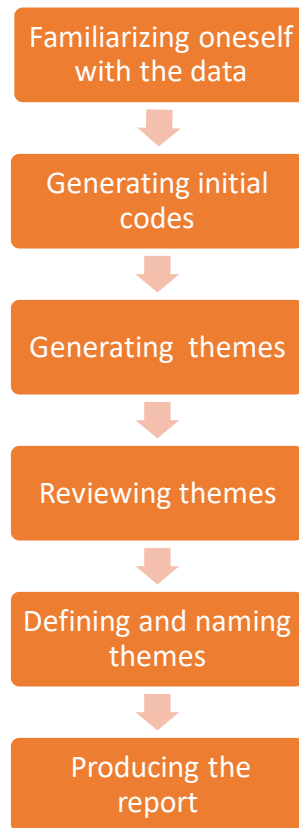 Familiarizing oneself
with the data
Generating initial
codes
Generating  themes
Reviewing themes
Defining and naming
themes
Producing the
report